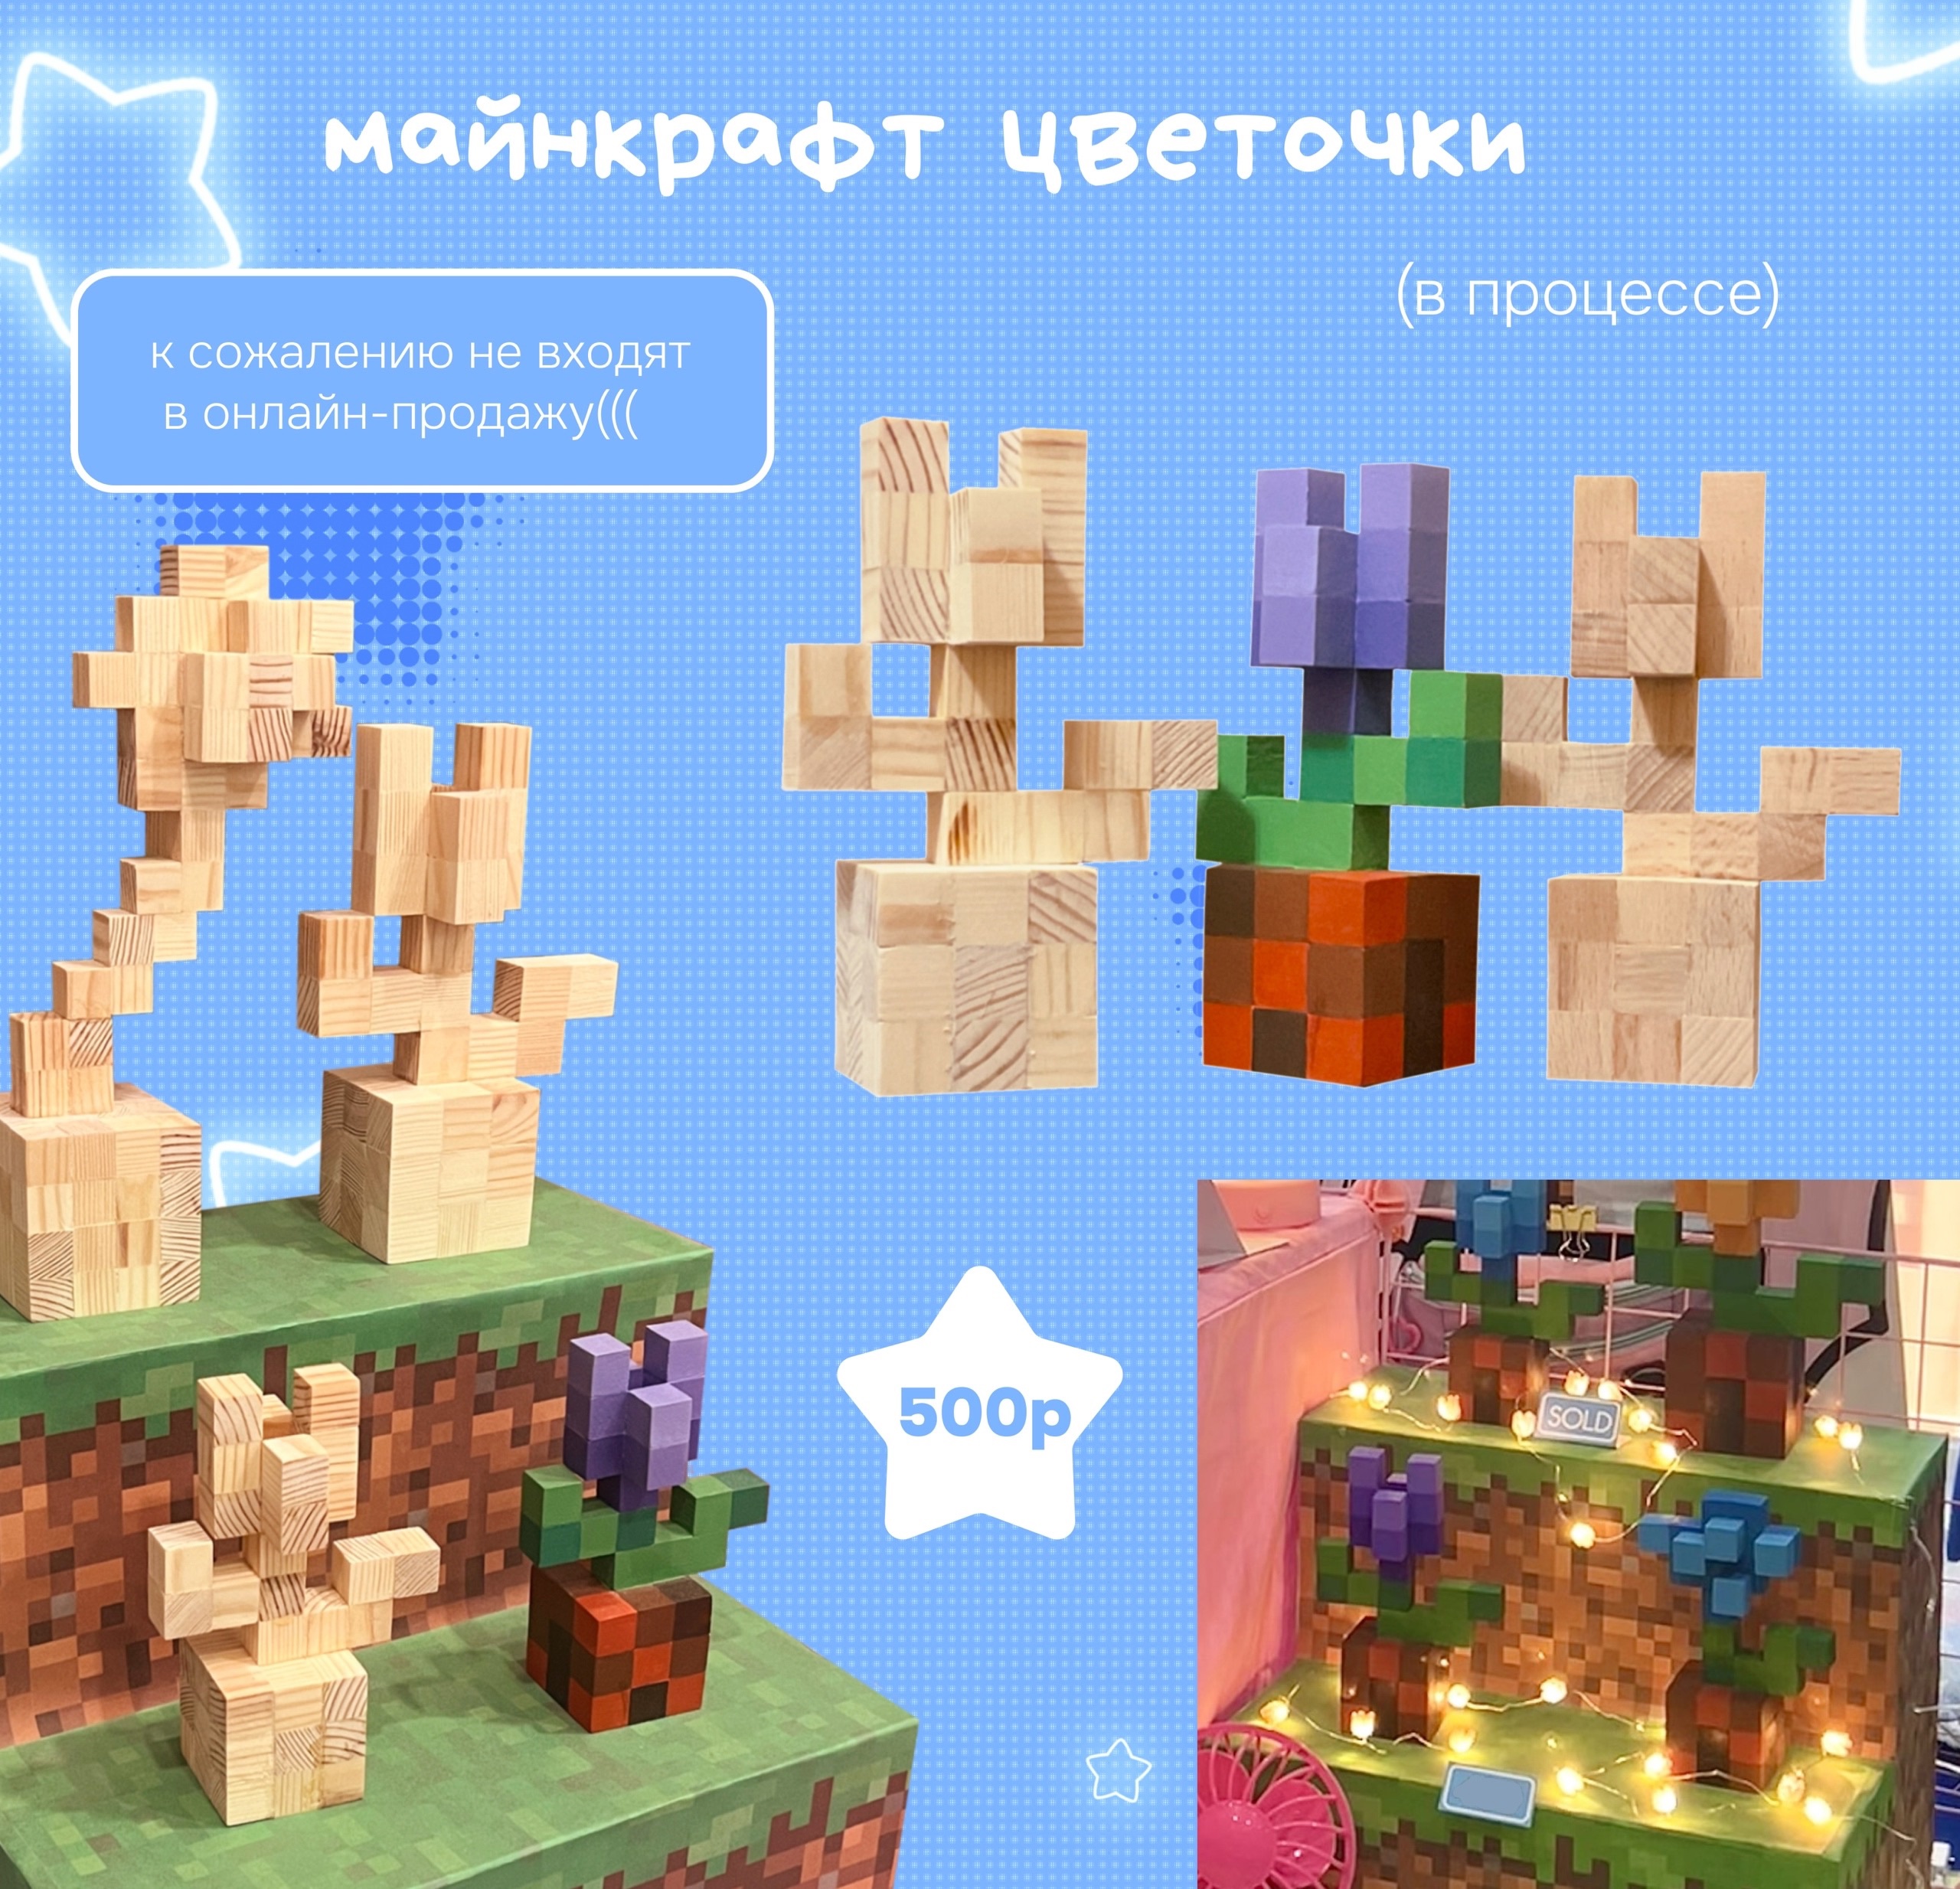 майнкрафт цветочки
(в процессе)
к сожалению не входят
в онлайн-продажу(((
500р
SOLD